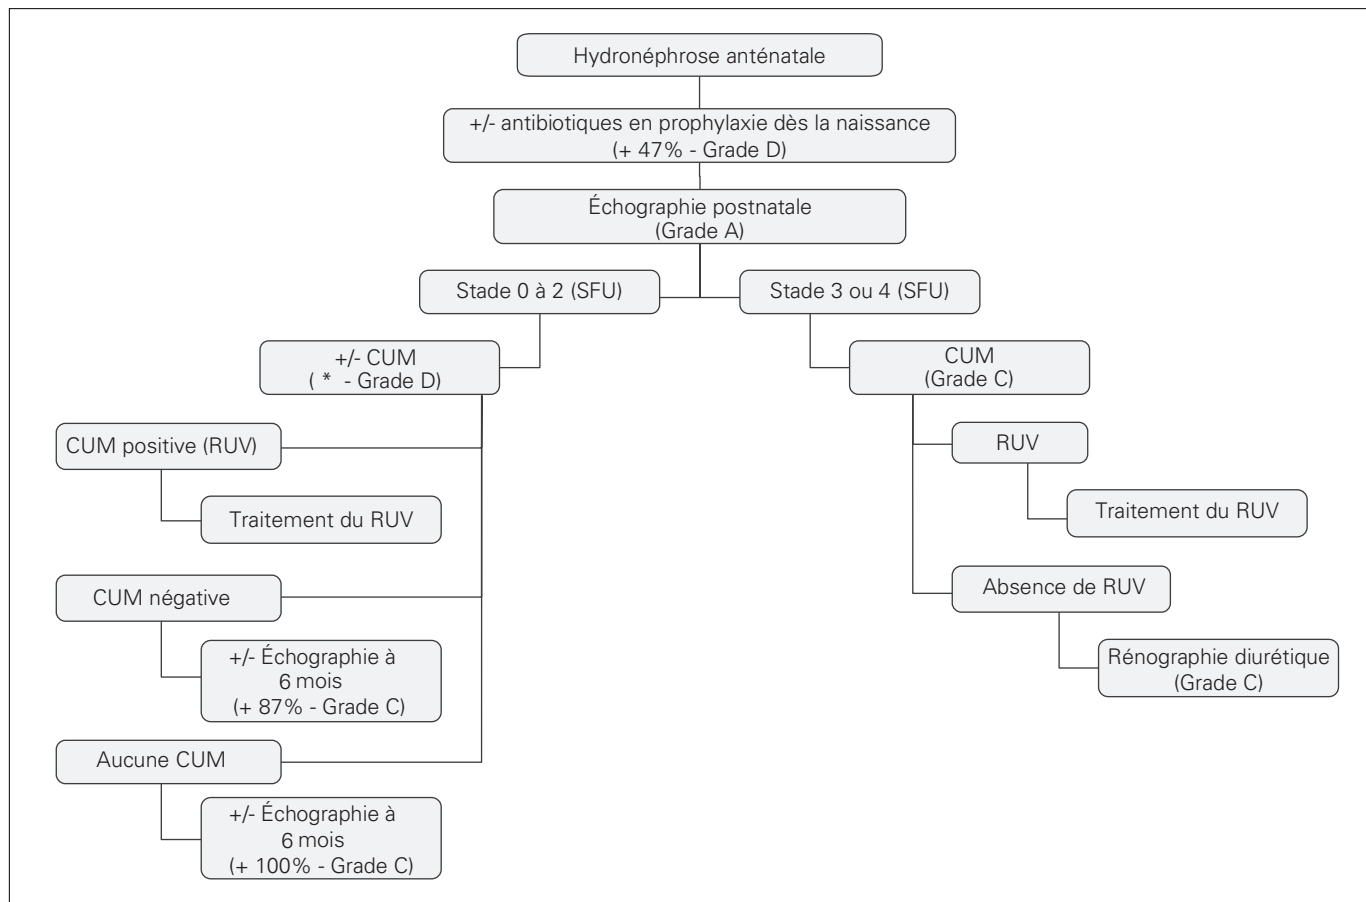 Hydronéphrose anténatale
+/- antibiotiques en prophylaxie dès la naissance
(+ 47% - Grade D)
Échographie postnatale
(Grade A)
Stade 0 à 2 (SFU)
Stade 3 ou 4 (SFU)
+/- CUM
( * - Grade D)
CUM
(Grade C)
CUM positive (RUV)
RUV
Traitement du RUV
Traitement du RUV
CUM négative
Absence de RUV
+/- Échographie à
6 mois
(+ 87% - Grade C)
Rénographie diurétique
(Grade C)
Aucune CUM
+/- Échographie à
6 mois
(+ 100% - Grade C)